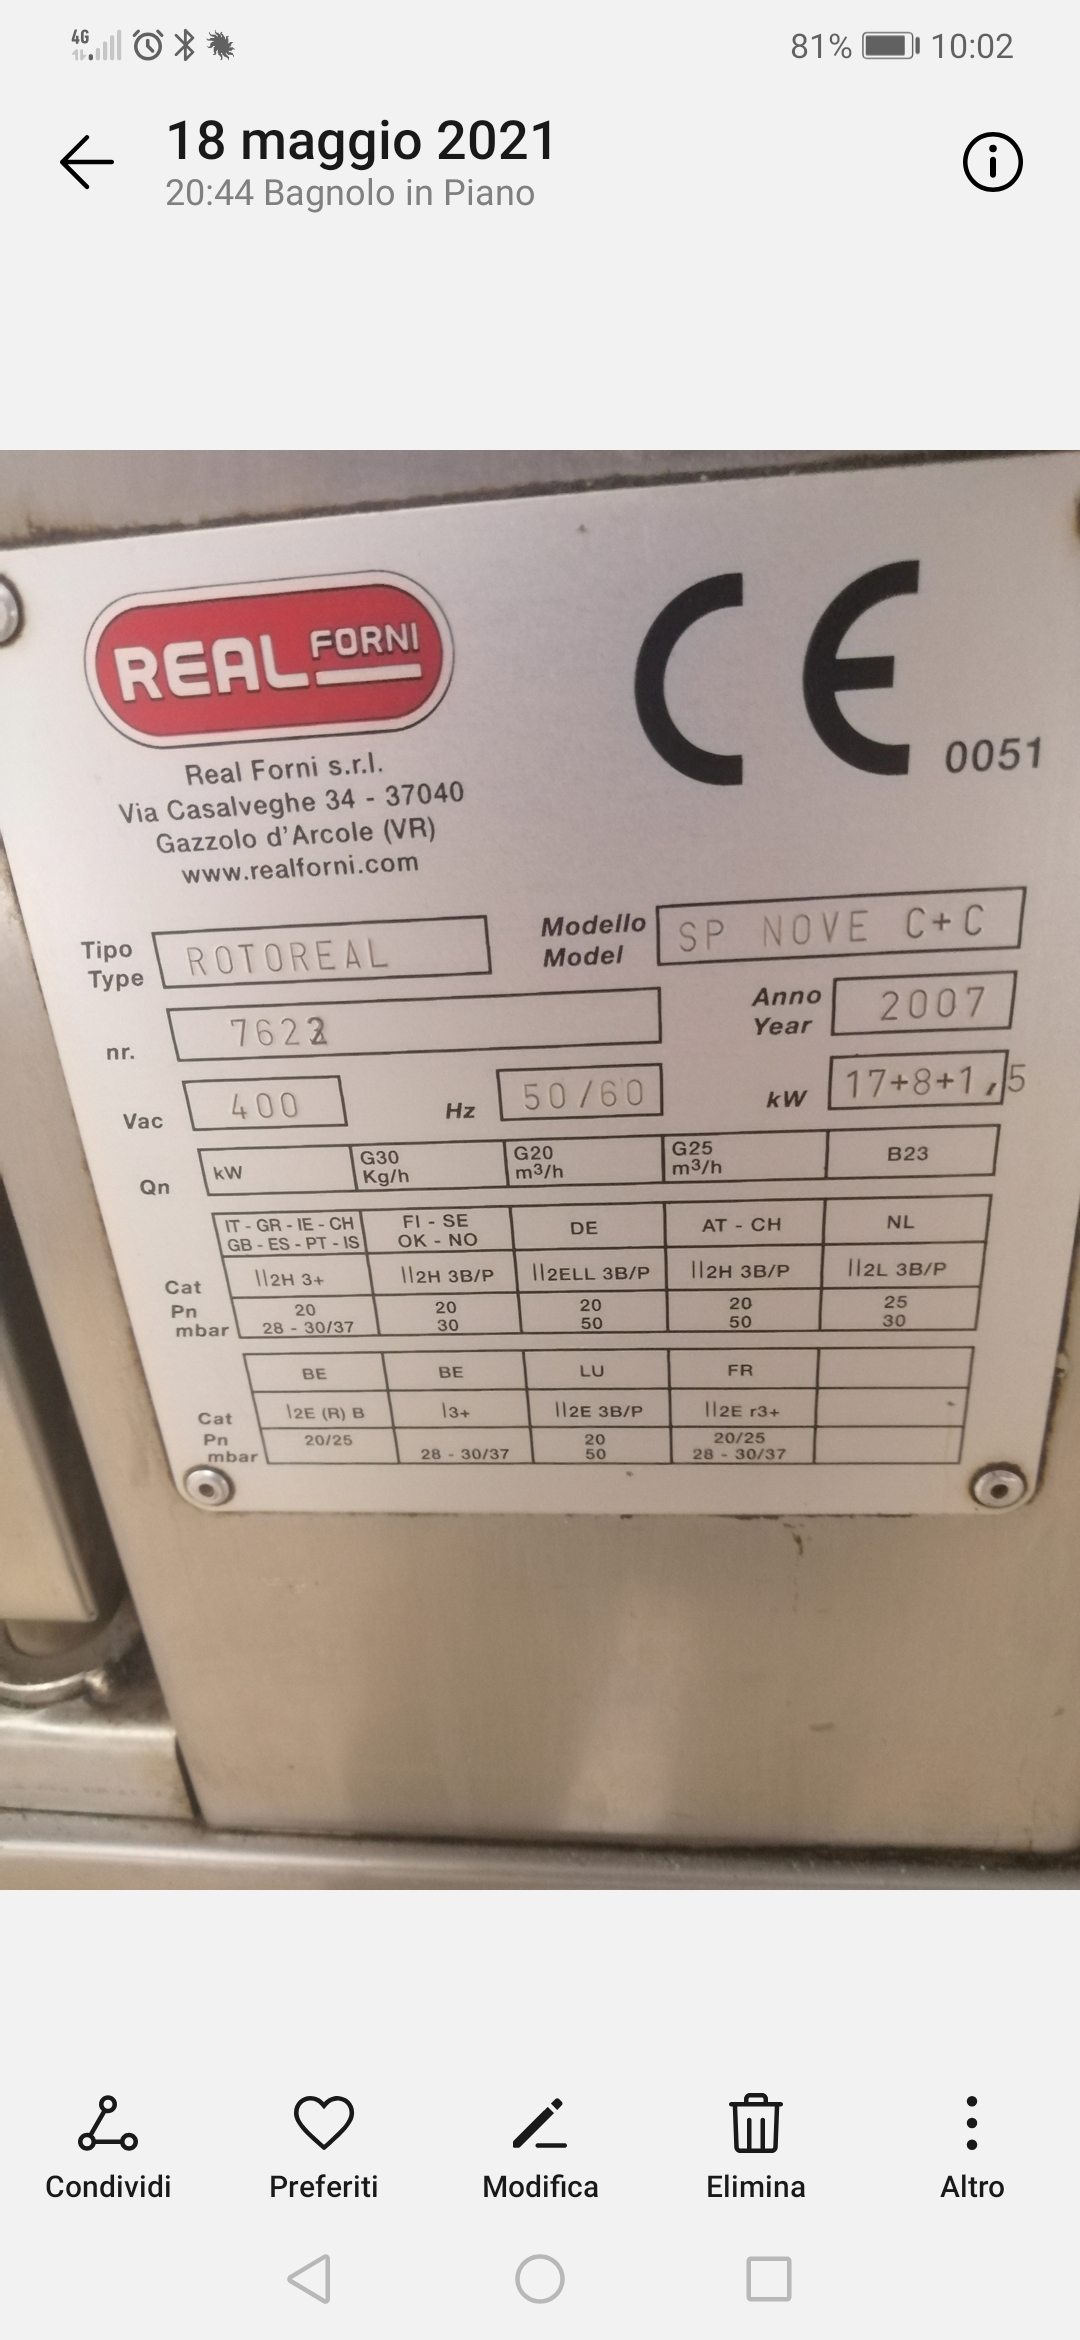 4G
81% 10:02
18 maggio 2021
20:44 Bagnolo in Piano
REAL FORNI
CE 0051
Real Forni s.r.l.
Via Casalveghe 34 - 37040
Gazzolo d'Arcole (VR)
www.realforni.com
Tipo
Type
ROTOREAL
Modello
Model
SP NOVE C+C
nr.
Anno
Year
2007
Vac 400
Hz 50/60
kW 17+8+1,5
Qn
kW
G30
Kg/h
G20
m3/h
G25
m3/h
B23
IT - GR - IE - CH
GB - ES - PT - IS
FI - SE
OK - NO
DE
AT - CH
NL
Cat
II2H 3+
II2H 3B/P
II2ELL 3B/P
II2H 3B/P
II2L 3B/P
Pn
mbar
20
28 - 30/37
20
30
20
50
20
50
25
30
BE
BE
LU
FR
Cat
I2E (R) B
I3+
II2E 3B/P
II2E r3+
Pn
mbar
20/25
28 - 30/37
20
50
20/25
28 - 30/37
Condividi
Preferiti
Modifica
Elimina
Altro